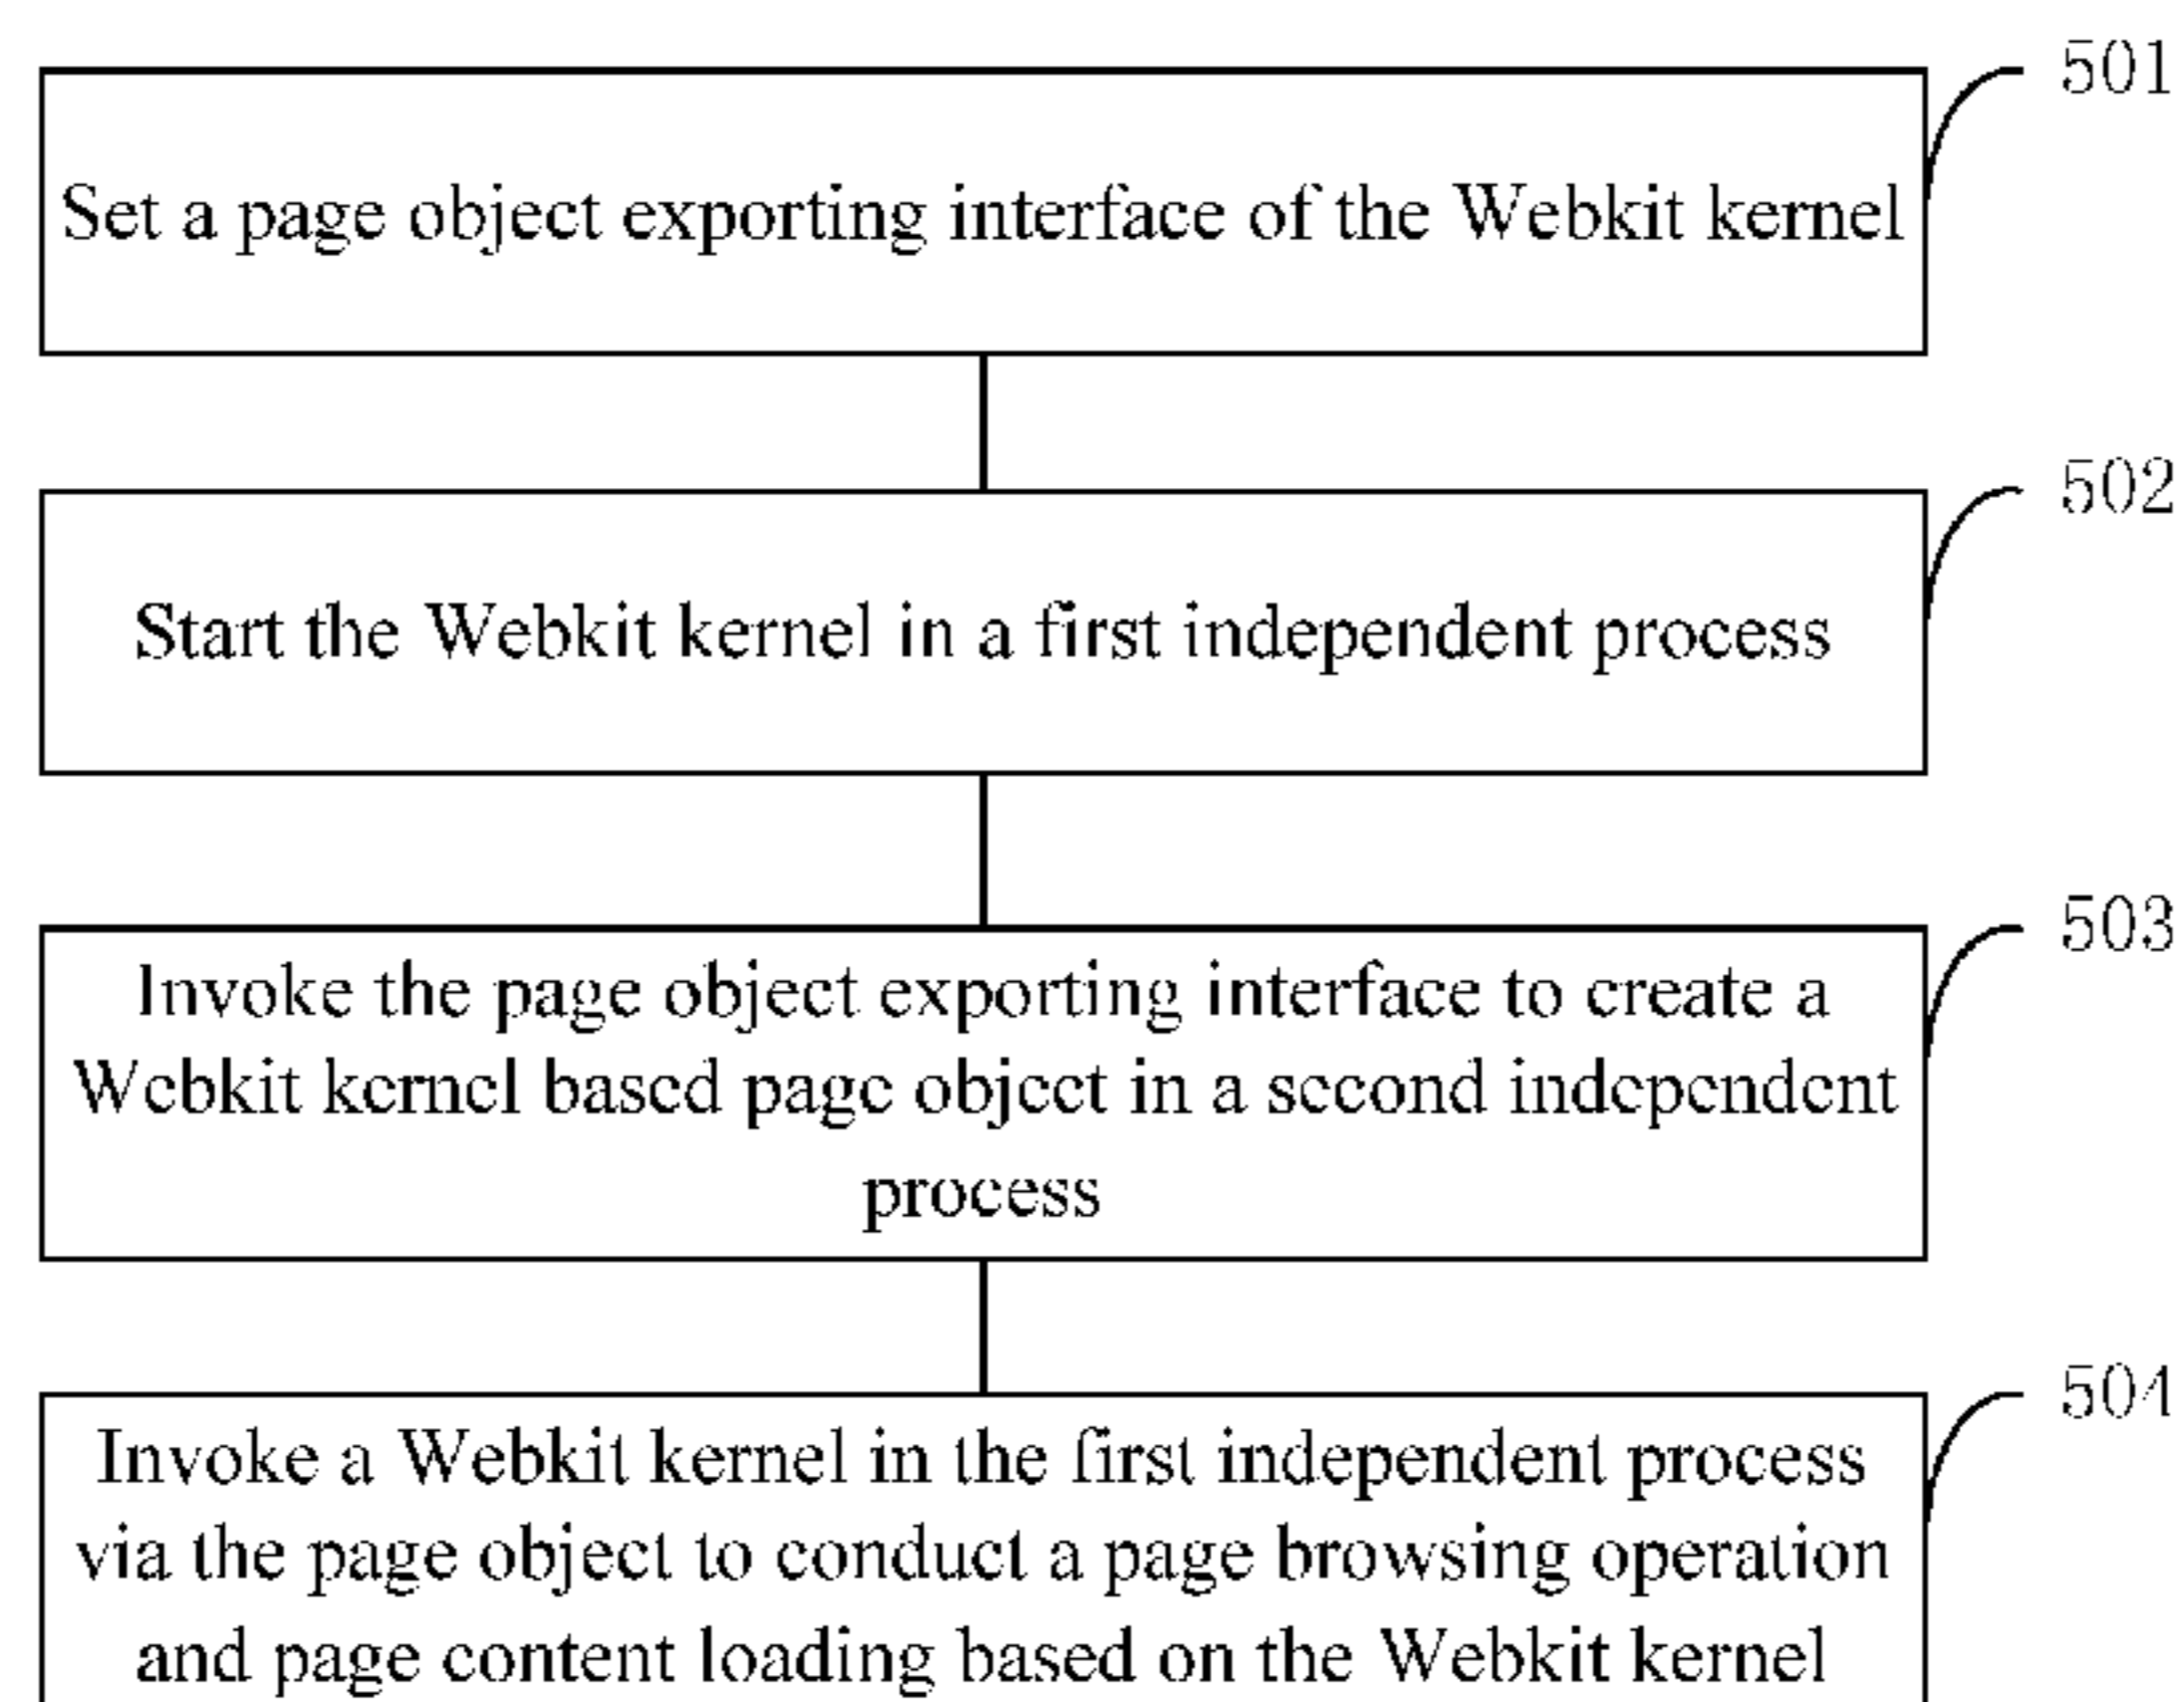 501
Set a page object exporting interface of the Webkit kernel
502
Start the Webkit kernel in a first independent process
503
Invoke the page object exporting interface to create a
Webkit kernel based page object in a second independent
process
504
Invoke a Webkit kernel in the first independent process
via the page object to conduct a page browsing operation
and page content loading based on the Webkit kernel